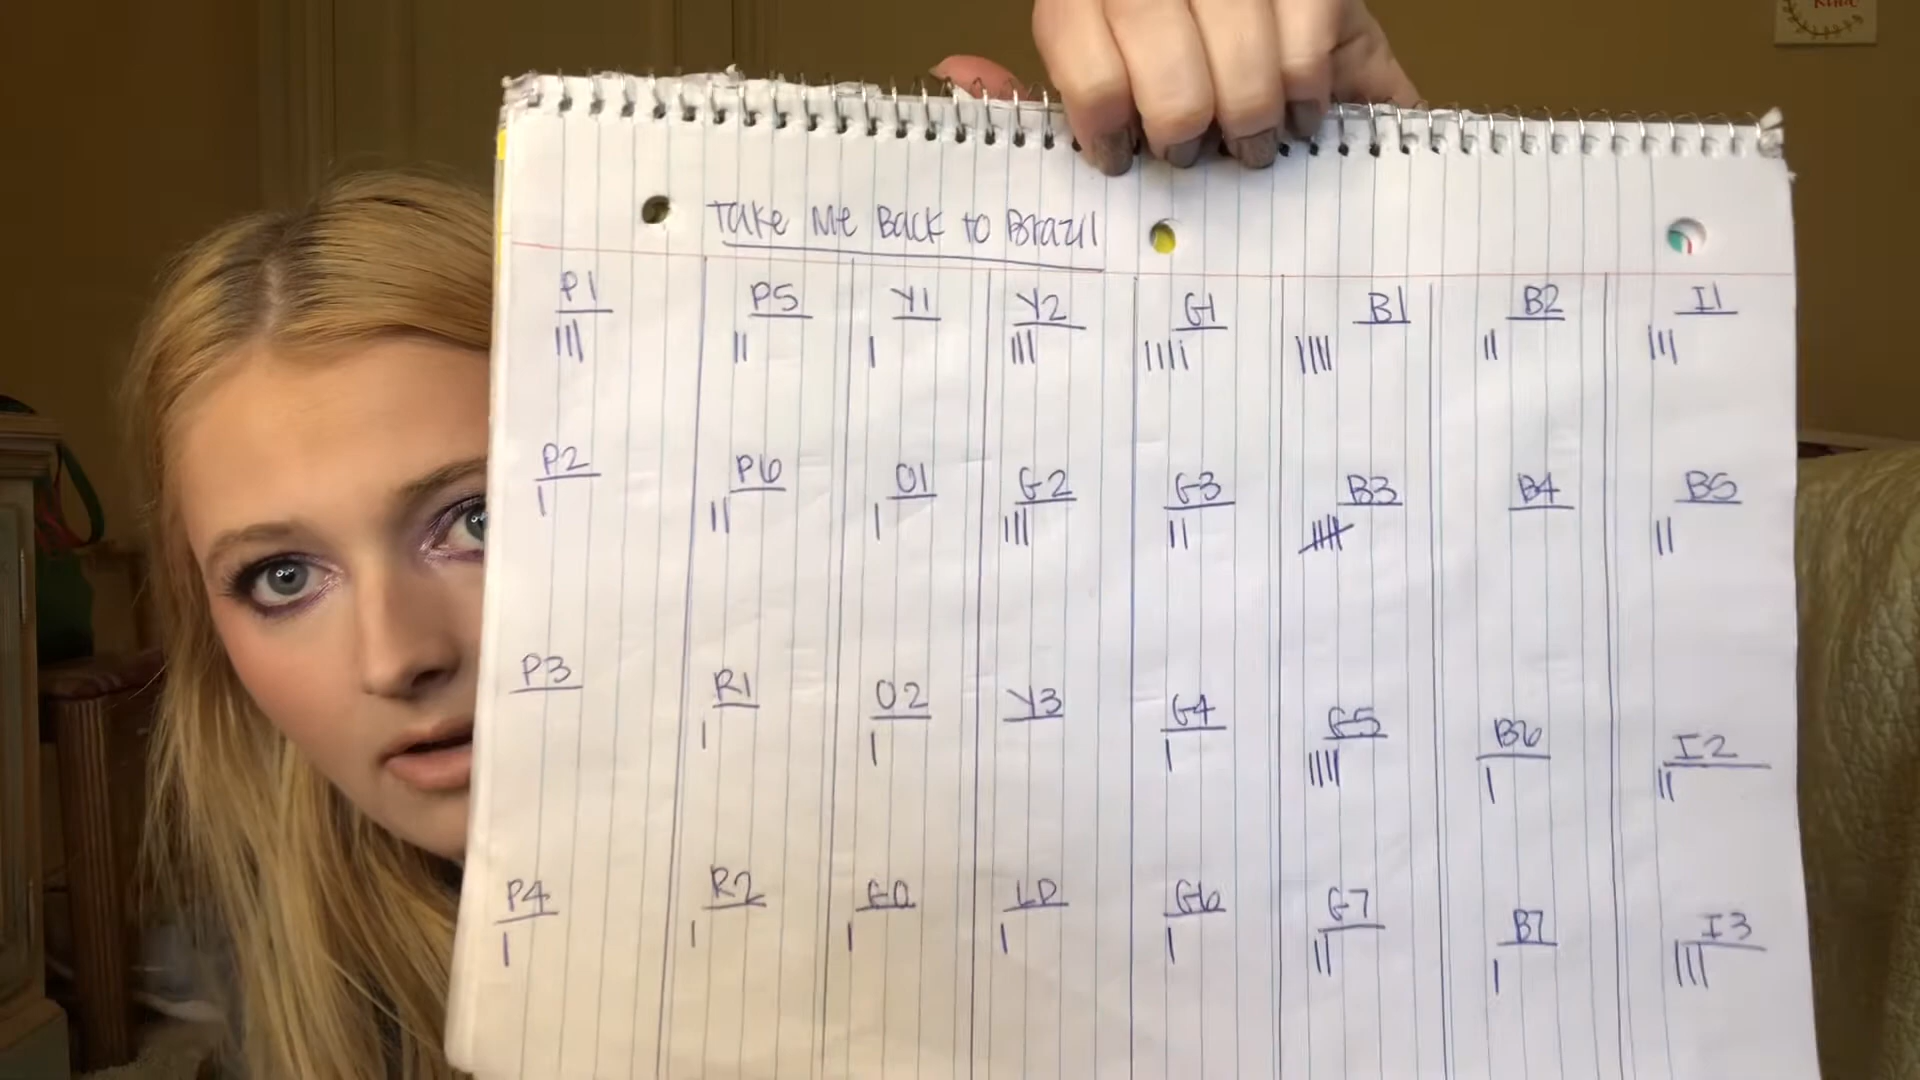 Take Me Back to Brazil
P1 P5 Y1 Y2 G1 B1 B2 I1
||| || | ||| |||| |||| || |||
P2 P6 O1 G2 G3 B3 B4 B5
| || | ||| || 卌 ||
P3 R1 O2 Y3 G4 G5 B6 I2
| | | |||| | ||
P4 R2 LP G6 G7 B7 I3
| | | | | || | |||